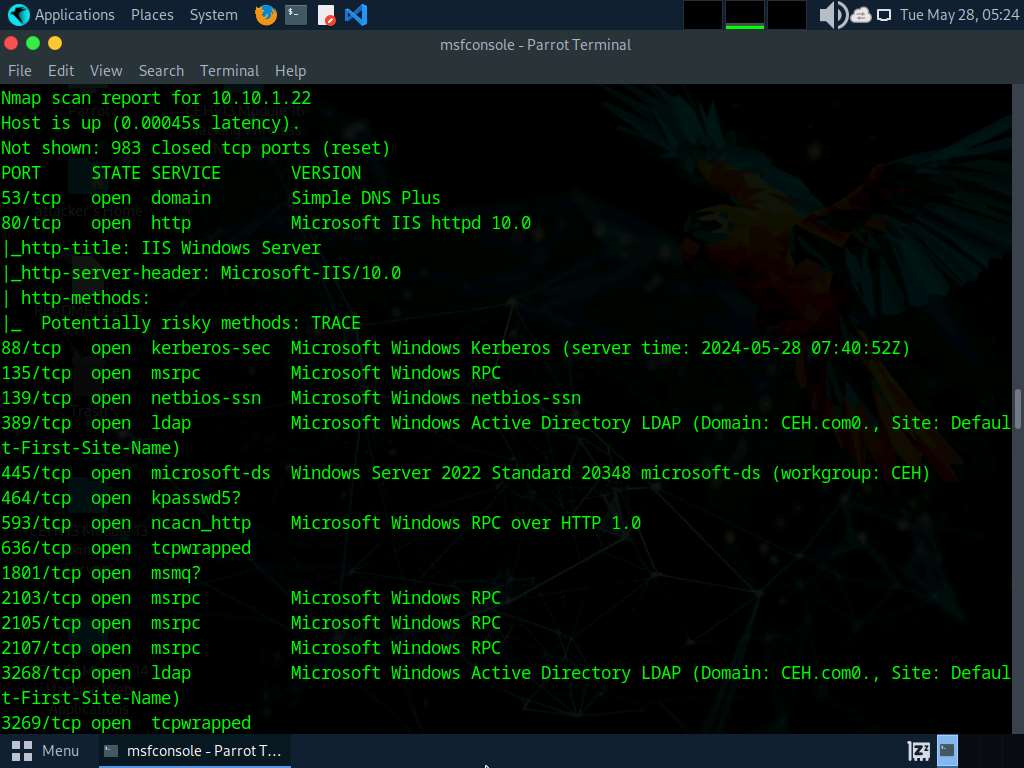 Applications Places System Tue May 28, 05:24
msfconsole - Parrot Terminal
File Edit View Search Terminal Help
Nmap scan report for 10.10.1.22
Host is up (0.00045s latency).
Not shown: 983 closed tcp ports (reset)
PORT     STATE SERVICE       VERSION
53/tcp   open  domain        Simple DNS Plus
80/tcp   open  http          Microsoft IIS httpd 10.0
|_http-title: IIS Windows Server
|_http-server-header: Microsoft-IIS/10.0
| http-methods:
|_  Potentially risky methods: TRACE
88/tcp   open  kerberos-sec  Microsoft Windows Kerberos (server time: 2024-05-28 07:40:52Z)
135/tcp  open  msrpc         Microsoft Windows RPC
139/tcp  open  netbios-ssn   Microsoft Windows netbios-ssn
389/tcp  open  ldap          Microsoft Windows Active Directory LDAP (Domain: CEH.com0., Site: Defaul
t-First-Site-Name)
445/tcp  open  microsoft-ds  Windows Server 2022 Standard 20348 microsoft-ds (workgroup: CEH)
464/tcp  open  kpasswd5?
593/tcp  open  ncacn_http    Microsoft Windows RPC over HTTP 1.0
636/tcp  open  tcpwrapped
1801/tcp open  msmq?
2103/tcp open  msrpc         Microsoft Windows RPC
2105/tcp open  msrpc         Microsoft Windows RPC
2107/tcp open  msrpc         Microsoft Windows RPC
3268/tcp open  ldap          Microsoft Windows Active Directory LDAP (Domain: CEH.com0., Site: Defaul
t-First-Site-Name)
3269/tcp open  tcpwrapped
Menu msfconsole - Parrot T...